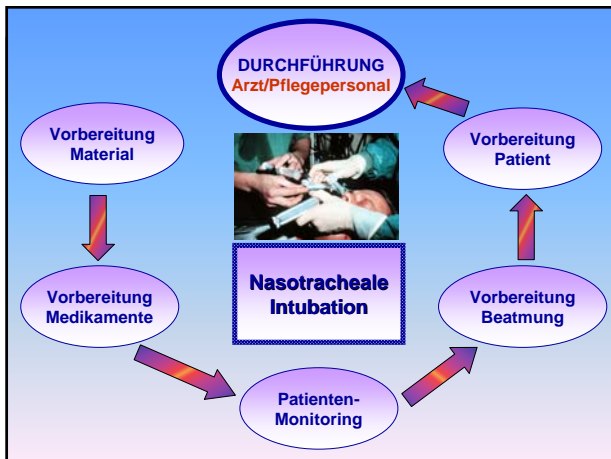 DURCHFÜHRUNG
Arzt/Pflegepersonal
Vorbereitung
Material
Vorbereitung
Patient
Nasotracheale
Intubation
Vorbereitung
Medikamente
Vorbereitung
Beatmung
Patienten-
Monitoring